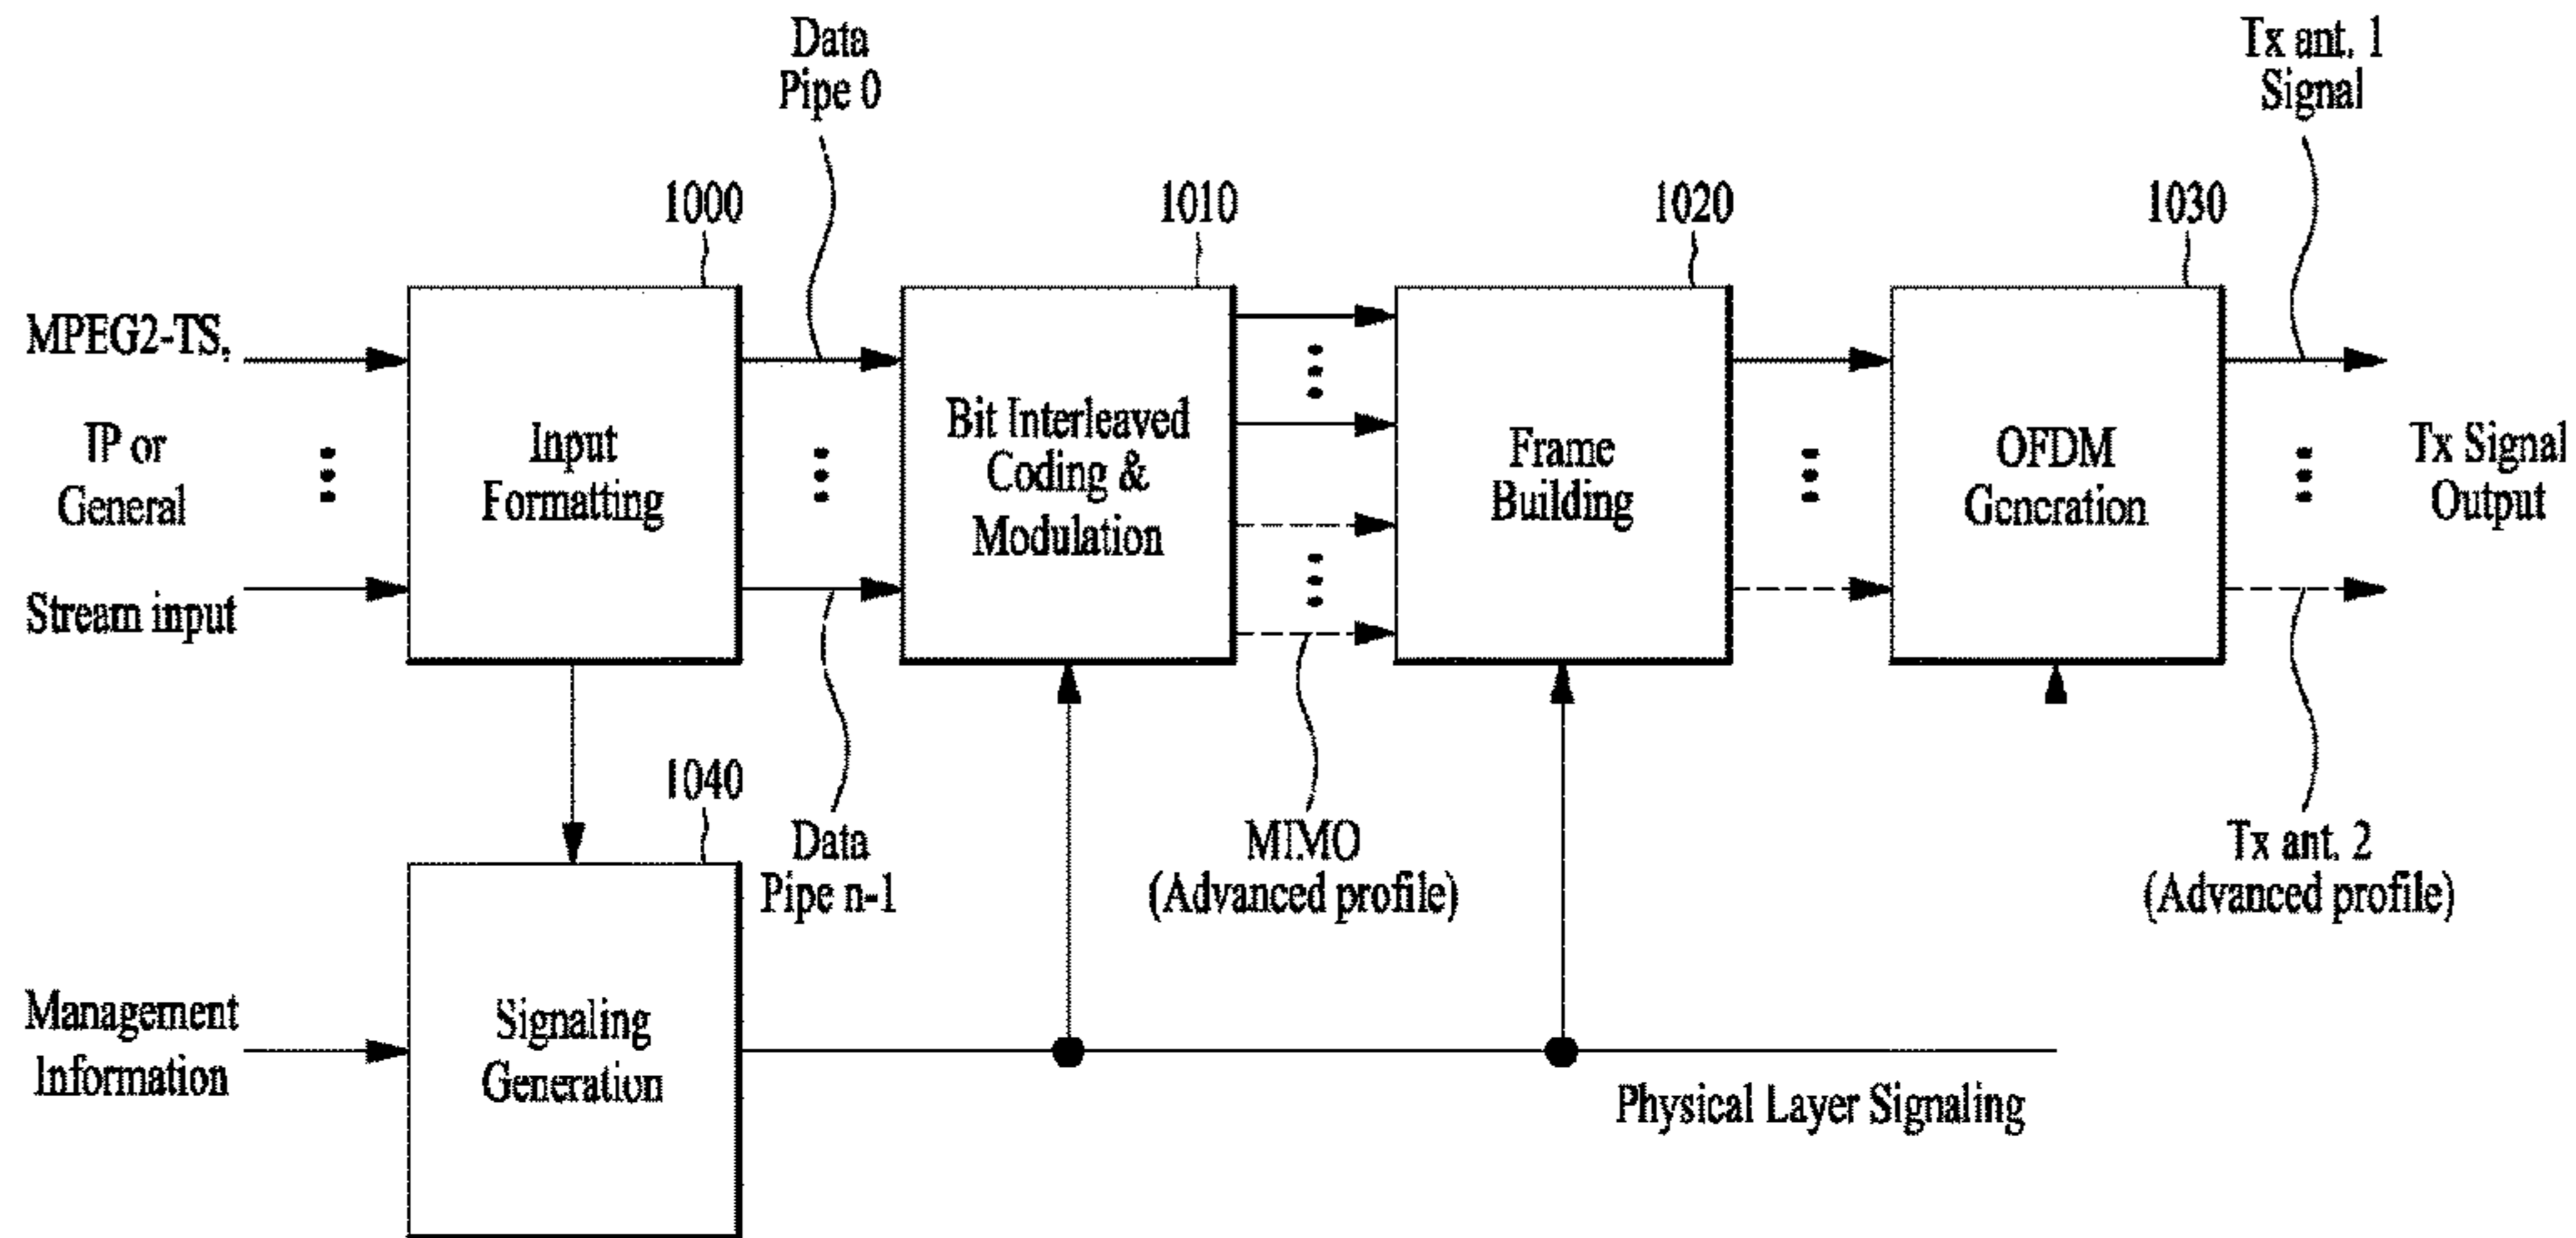 Data
Pipe 0
Tx ant. 1
Signal
1000
1010
1020
1030
MPEG2-TS,
IP or
General
Stream input
Input
Formatting
Bit Interleaved
Coding &
Modulation
Frame
Building
OFDM
Generation
Tx Signal
Output
1040
Data
Pipe n-1
MIMO
(Advanced profile)
Tx ant. 2
(Advanced profile)
Management
Information
Signaling
Generation
Physical Layer Signaling